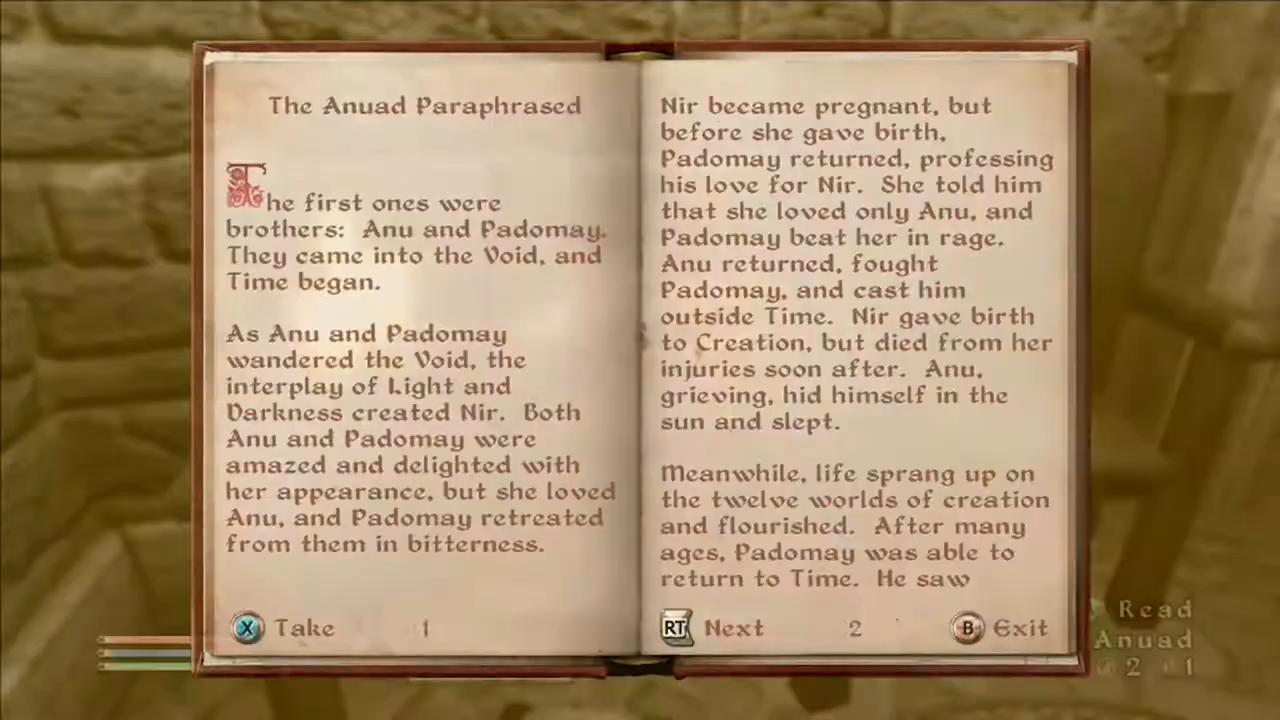 The Anuad Paraphrased
The first ones were
brothers: Anu and Padomay.
They came into the Void, and
Time began.
As Anu and Padomay
wandered the Void, the
interplay of Light and
Darkness created Nir. Both
Anu and Padomay were
amazed and delighted with
her appearance, but she loved
Anu, and Padomay retreated
from them in bitterness.
X Take
1
Nir became pregnant, but
before she gave birth,
Padomay returned, professing
his love for Nir. She told him
that she loved only Anu, and
Padomay beat her in rage.
Anu returned, fought
Padomay, and cast him
outside Time. Nir gave birth
to Creation, but died from her
injuries soon after. Anu,
grieving, hid himself in the
sun and slept.
Meanwhile, life sprang up on
the twelve worlds of creation
and flourished. After many
ages, Padomay was able to
return to Time. He saw
RT Next
2
B Exit
Read
Anuad
2 1